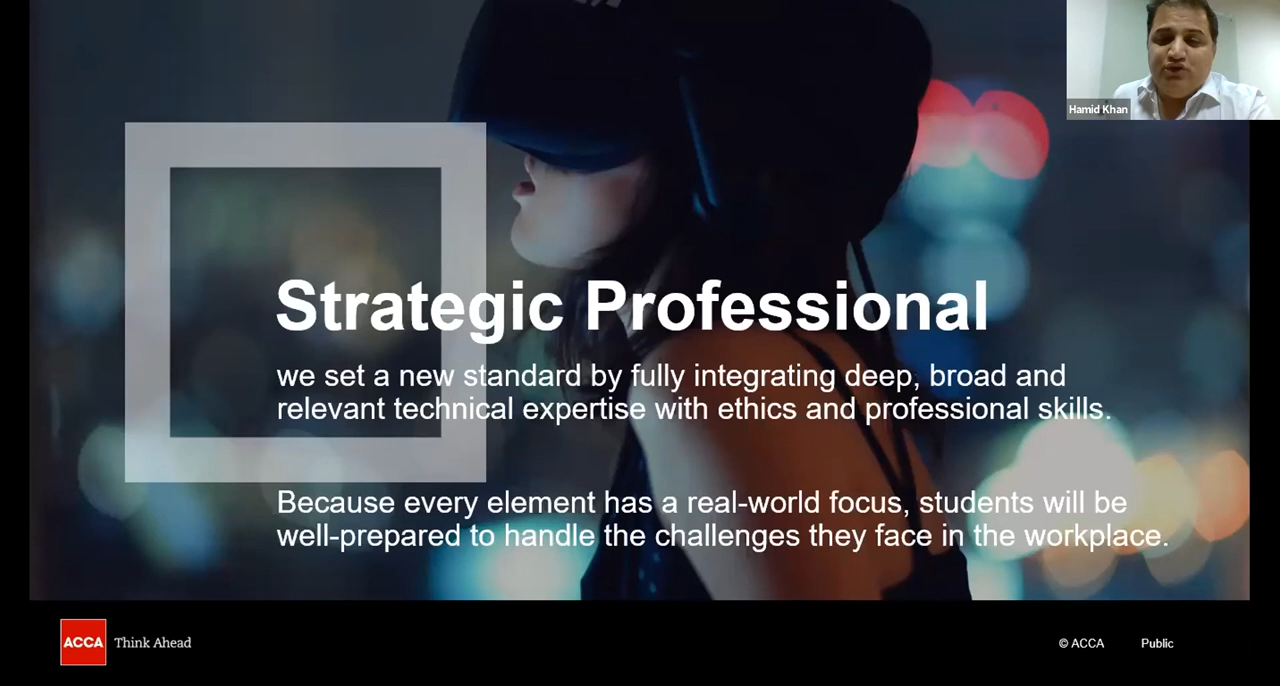 Hamid Khan
Strategic Professional
we set a new standard by fully integrating deep, broad and
relevant technical expertise with ethics and professional skills.
Because every element has a real-world focus, students will be
well-prepared to handle the challenges they face in the workplace.
ACCA Think Ahead
© ACCA Public